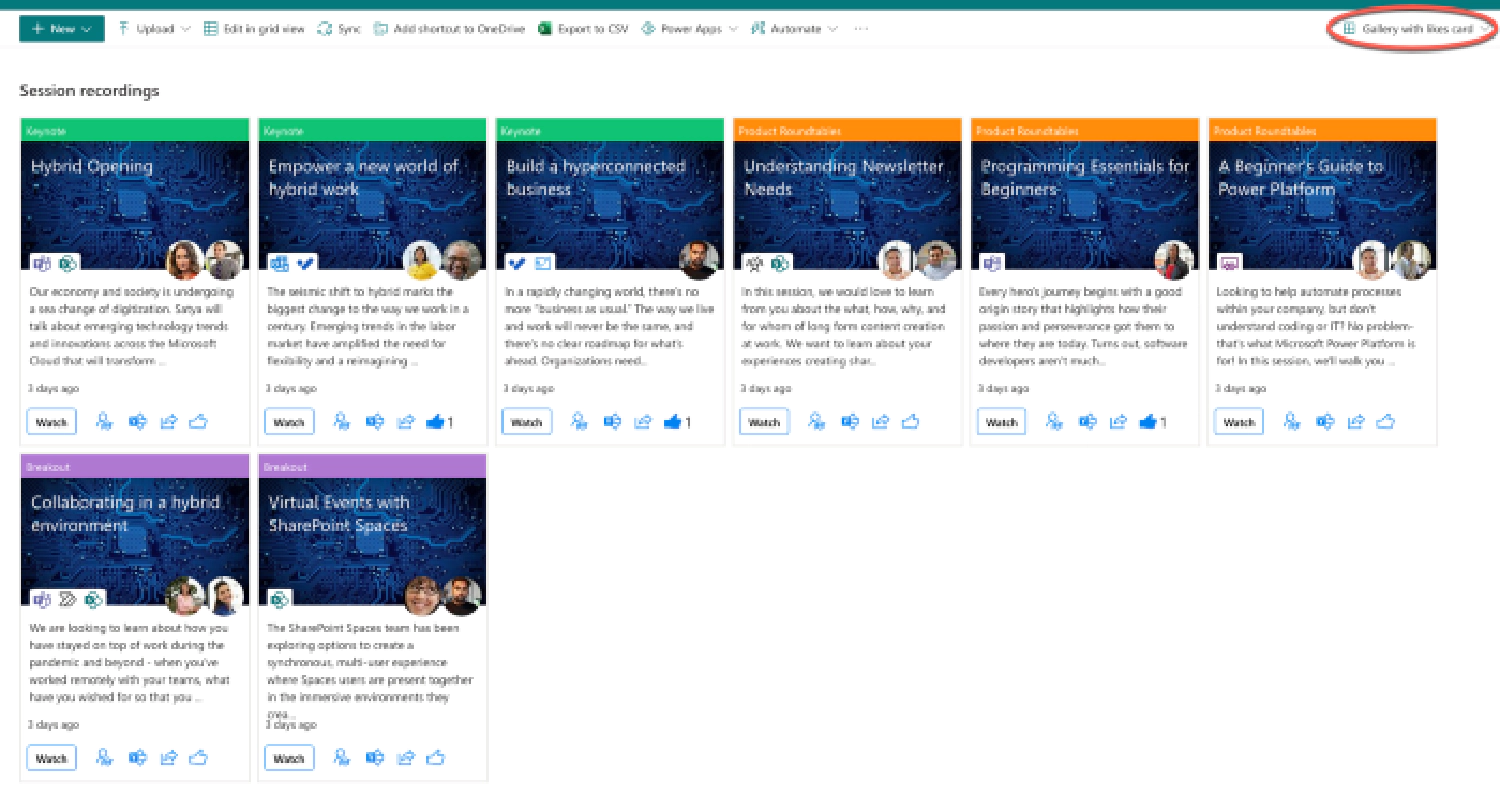 New
Upload
Edit in grid view
Sync
Add shortcut to OneDrive
Export to CSV
Power Apps
Automate
...
Gallery with likes card
Session recordings
Keynote
Hybrid Opening
Our economy and society is undergoing
a sea change of digitization. Satya will
talk about emerging technology trends
and innovations across the Microsoft
Cloud that will transform ...
3 days ago
Watch
Keynote
Empower a new world of
hybrid work
The seismic shift to hybrid marks the
biggest change to the way we work in a
century. Emerging trends in the labor
market have amplified the need for
flexibility and a reimagining ...
3 days ago
Watch
1
Keynote
Build a hyperconnected
business
In a rapidly changing world, there's no
more "business as usual." The way we live
and work will never be the same, and
there's no clear roadmap for what's
ahead. Organizations need...
3 days ago
Watch
1
Product Roundtables
Understanding Newsletter
Needs
In this session, we would love to learn
from you about the what, how, why, and
for whom of long form content creation
at work. We want to learn about your
experiences creating shar...
3 days ago
Watch
Product Roundtables
Programming Essentials for
Beginners
Every hero's journey begins with a good
origin story that highlights how their
passion and perseverance got them to
where they are today. Turns out, software
developers aren't much...
3 days ago
Watch
1
Product Roundtables
A Beginner's Guide to
Power Platform
Looking to help automate processes
within your company, but don't
understand coding or IT? No problem-
that's what Microsoft Power Platform is
for! In this session, we'll walk you ...
3 days ago
Watch
Breakout
Collaborating in a hybrid
environment
We are looking to learn about how you
have stayed on top of work during the
pandemic and beyond - when you've
worked remotely with your teams, what
have you wished for so that you ...
3 days ago
Watch
Breakout
Virtual Events with
SharePoint Spaces
The SharePoint Spaces team has been
exploring options to create a
synchronous, multi-user experience
where Spaces users are present together
in the immersive environments they
crea...
3 days ago
Watch